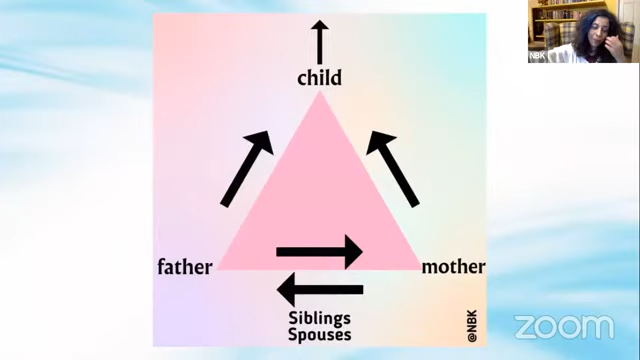 child
father
mother
Siblings
Spouses
@NBK
NBK
zoom